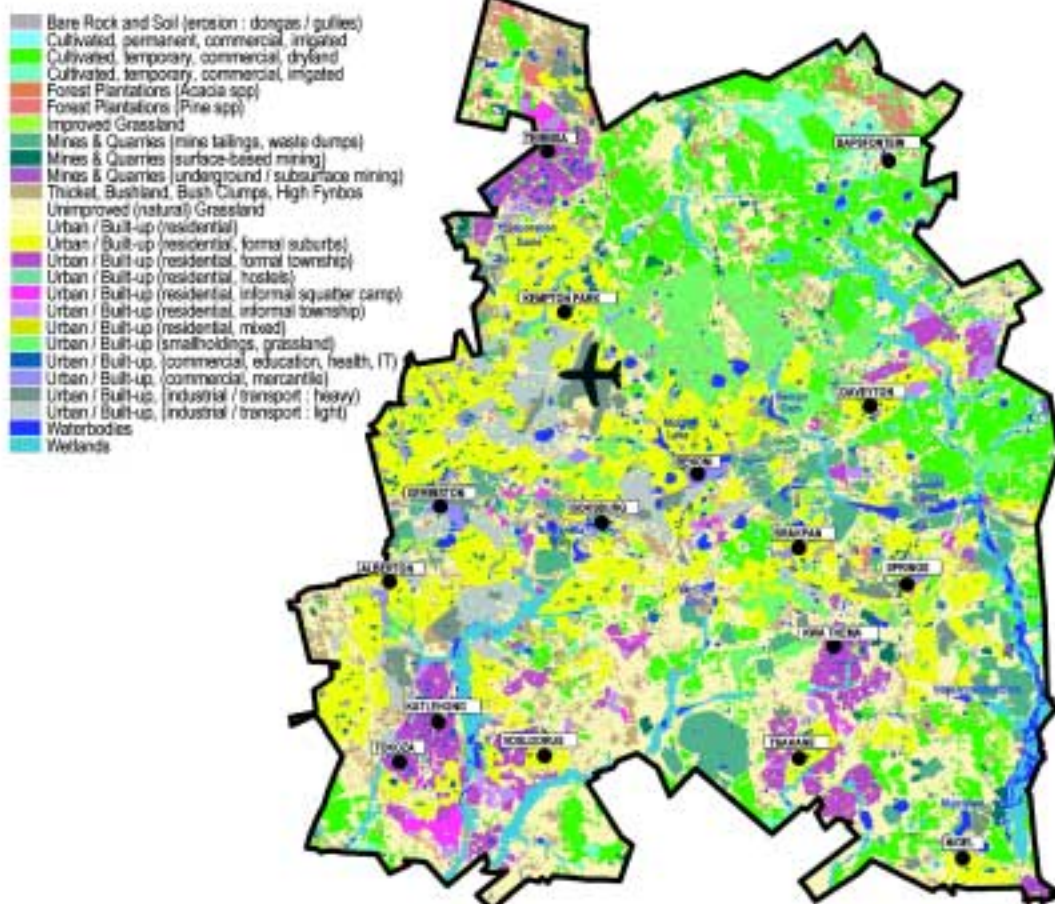 Bare Rock and Soil (erosion : dongas / gullies)
Cultivated, permanent, commercial, irrigated
Cultivated, temporary, commercial, dryland
Cultivated, temporary, commercial, irrigated
Forest Plantations (Acacia spp)
Forest Plantations (Pine spp)
Improved Grassland
Mines & Quarries (mine tailings, waste dumps)
Mines & Quarries (surface-based mining)
Mines & Quarries (underground / subsurface mining)
Thicket, Bushland, Bush Clumps, High Fynbos
Unimproved (natural) Grassland
Urban / Built-up (residential)
Urban / Built-up (residential, formal suburbs)
Urban / Built-up (residential, formal township)
Urban / Built-up (residential, hostels)
Urban / Built-up (residential, informal squatter camp)
Urban / Built-up (residential, informal township)
Urban / Built-up (residential, mixed)
Urban / Built-up (smallholdings, grassland)
Urban / Built-up, (commercial, education, health, IT)
Urban / Built-up, (commercial, mercantile)
Urban / Built-up, (industrial / transport : heavy)
Urban / Built-up, (industrial / transport : light)
Waterbodies
Wetlands
TEMBISA
BAPSFONTEIN
KEMPTON PARK
DAVEYTON
BENONI
GERMISTON
BOKSBURG
BRAKPAN
ALBERTON
SPRINGS
KWA THEMA
KATLEHONG
TOKOZA
VOSLOORUS
TSAKANE
NIGEL